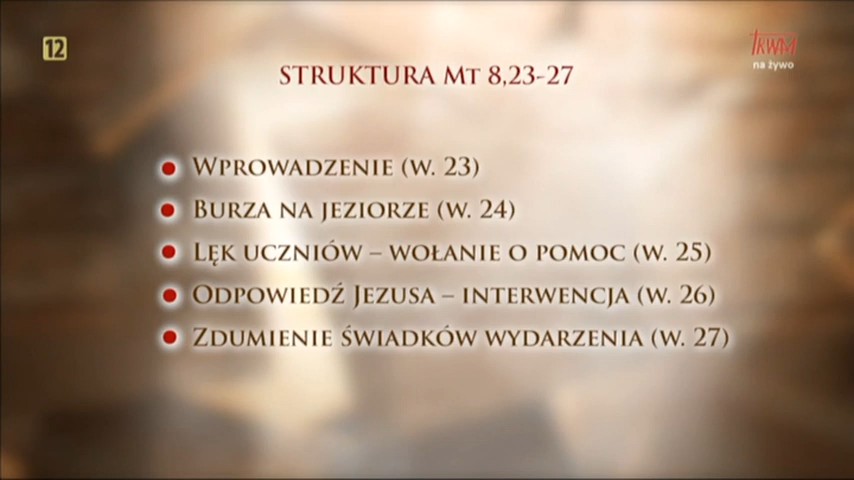 12
TRWAM
na żywo
STRUKTURA MT 8,23-27
WPROWADZENIE (W. 23)
BURZA NA JEZIORZE (W. 24)
LĘK UCZNIÓW – WOŁANIE O POMOC (W. 25)
ODPOWIEDŹ JEZUSA – INTERWENCJA (W. 26)
ZDUMIENIE ŚWIADKÓW WYDARZENIA (W. 27)